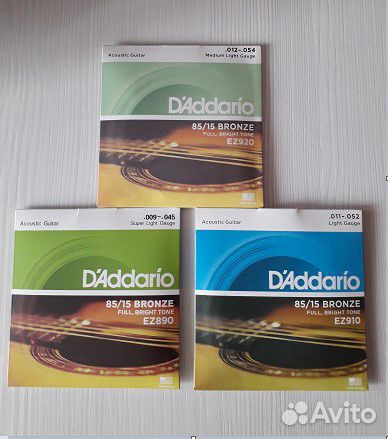 .012-.054
Acoustic Guitar Medium Light Gauge
D'Addario
85/15 BRONZE
FULL, BRIGHT TONE
EZ920
.009-.045
Acoustic Guitar Super Light Gauge
D'Addario
85/15 BRONZE
FULL, BRIGHT TONE
EZ890
.011-.052
Acoustic Guitar Light Gauge
D'Addario
85/15 BRONZE
FULL, BRIGHT TONE
EZ910
Avito